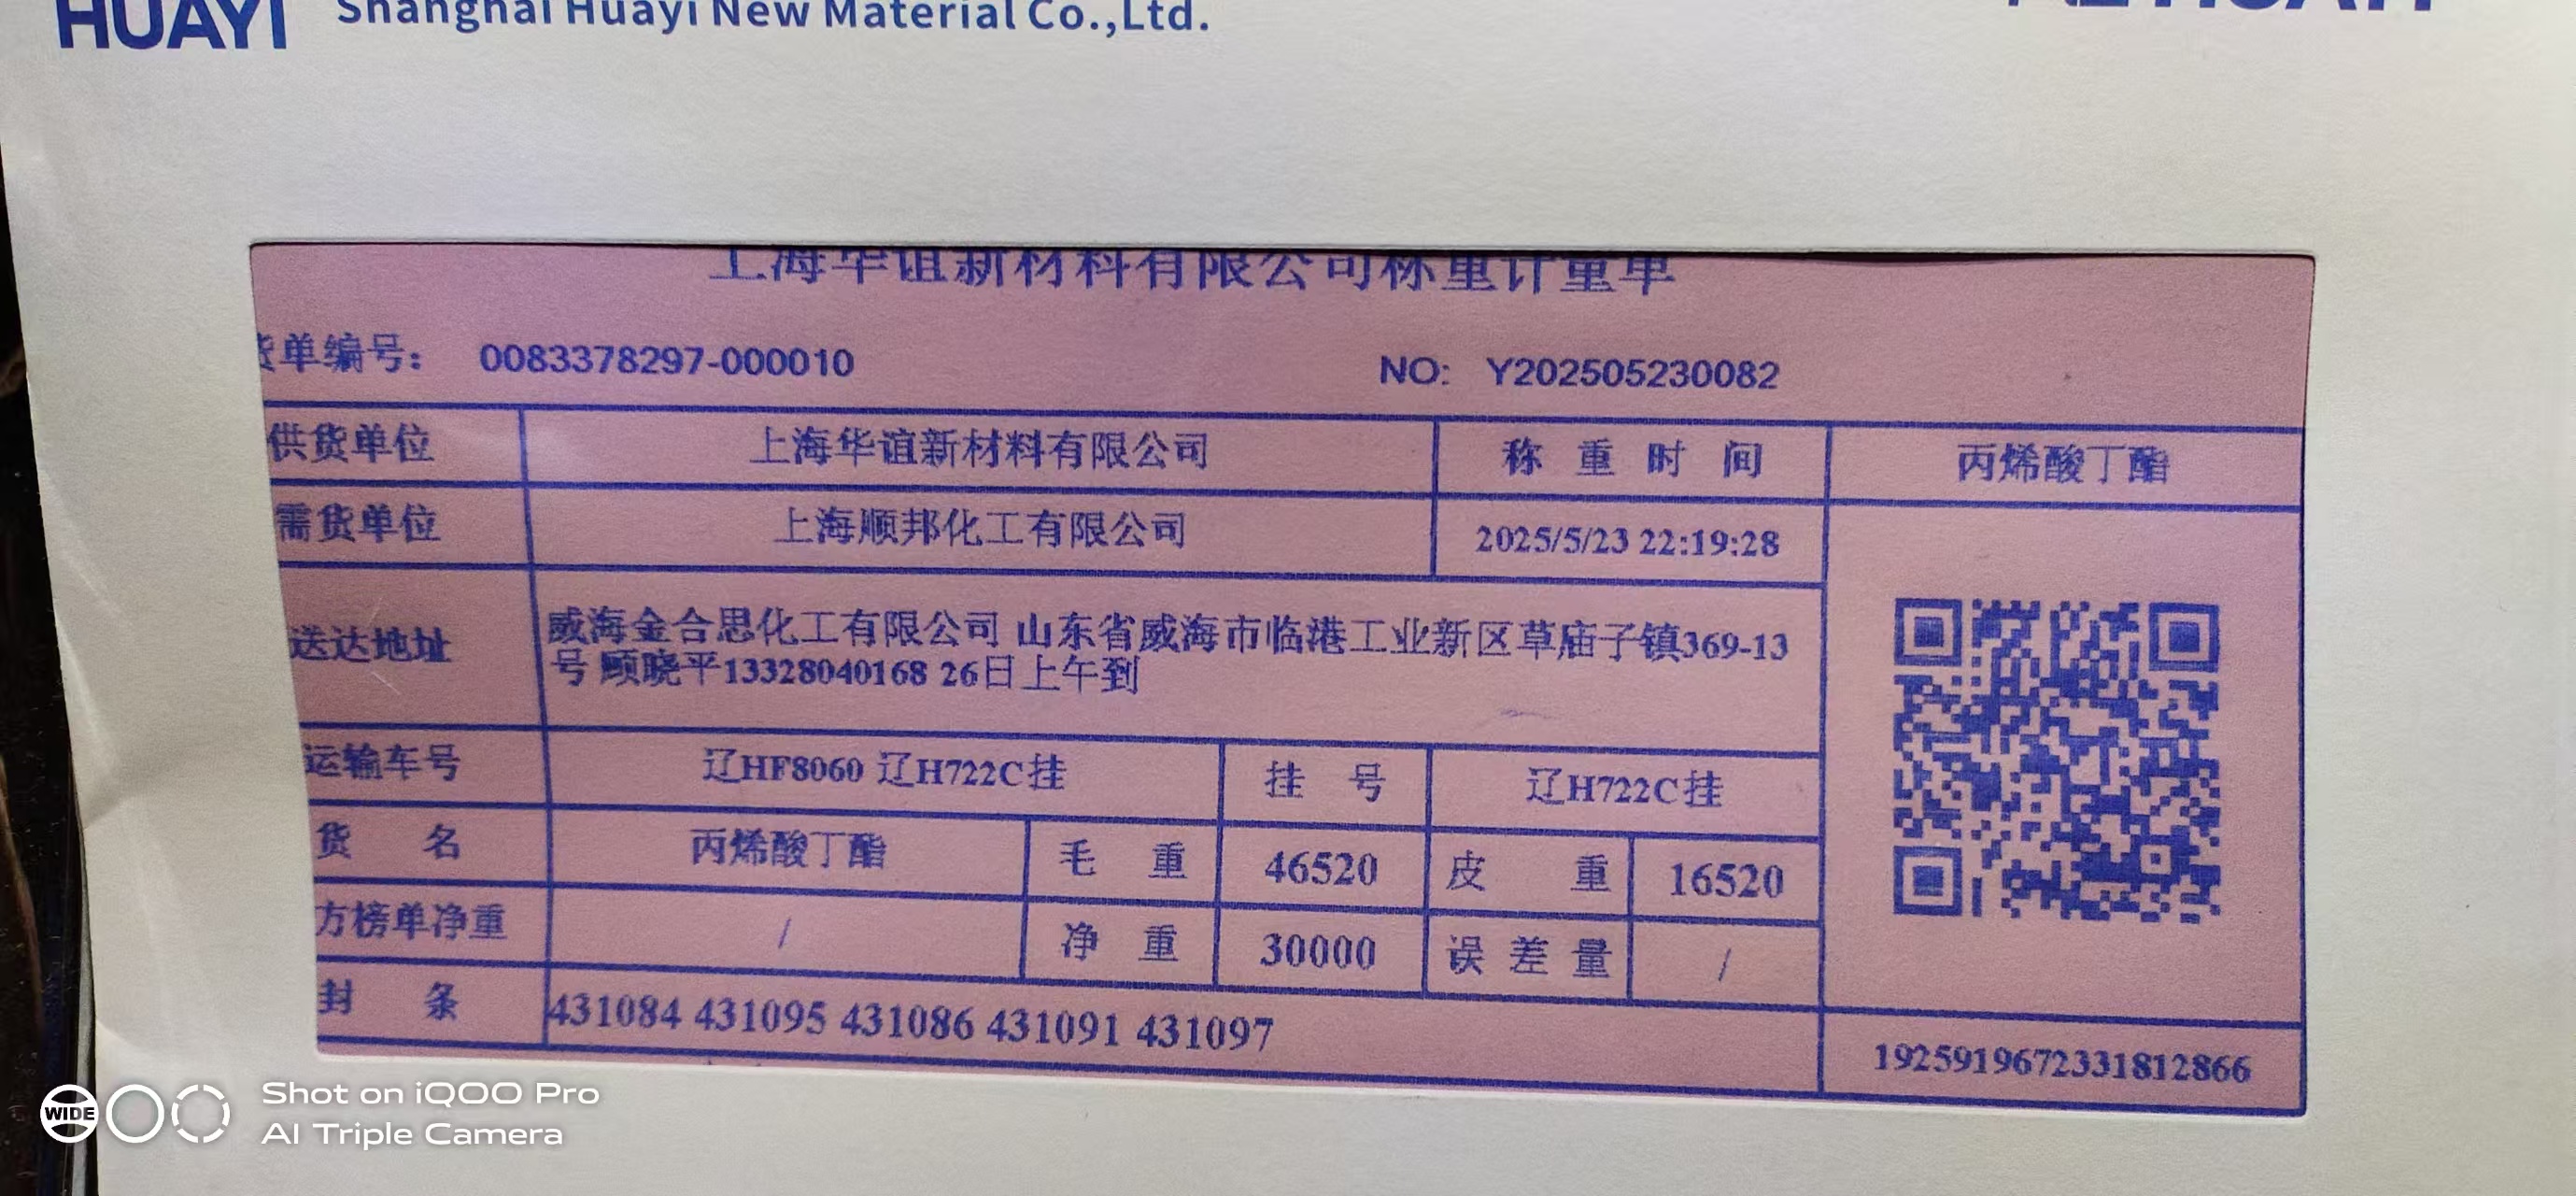 HUAYI Shanghai Huayi New Material Co.,Ltd.
上海华谊新材料有限公司称重计量单
货单编号： 0083378297-000010 NO: Y202505230082
供货单位 上海华谊新材料有限公司 称重时间 丙烯酸丁酯
需货单位 上海顺邦化工有限公司 2025/5/23 22:19:28
送达地址 威海金合思化工有限公司 山东省威海市临港工业新区草庙子镇369-13
号 顾晓平13328040168 26日上午到
运输车号 辽HF8060 辽H722C挂 挂号 辽H722C挂
货名 丙烯酸丁酯 毛重 46520 皮重 16520
方榜单净重 / 净重 30000 误差量 /
封条 431084 431095 431086 431091 431097
1925919672331812866
WIDE
Shot on iQOO Pro
AI Triple Camera